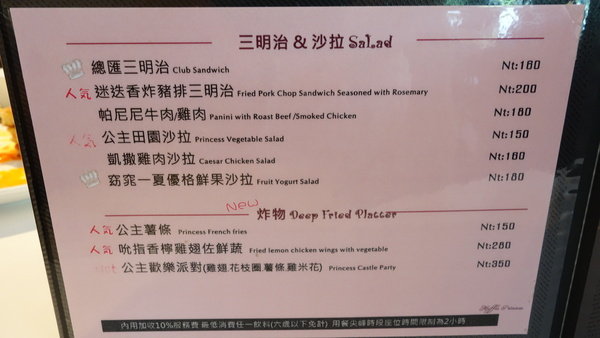 三明治 & 沙拉 Salad
總匯三明治 Club Sandwich Nt:180
人気 迷迭香炸豬排三明治 Fried Pork Chop Sandwich Seasoned with Rosemary Nt:200
帕尼尼牛肉/雞肉 Panini with Roast Beef /Smoked Chicken Nt:180
人気 公主田園沙拉 Princess Vegetable Salad Nt:150
凱撒雞肉沙拉 Caesar Chicken Salad Nt:160
窈窕一夏優格鮮果沙拉 Fruit Yogurt Salad Nt:180
New 炸物 Deep Fried Platter
人気 公主薯條 Princess French fries Nt:150
人気 吮指香檸雞翅佐鮮蔬 Fried lemon chicken wings with vegetable Nt:260
公主歡樂派對(雞翅.花枝圈.薯條.雞米花) Princess Castle Party Nt:350
內用加收10%服務費 最低消費任一飲料(六歲以下免計) 用餐尖峰時段座位時間限制為2小時